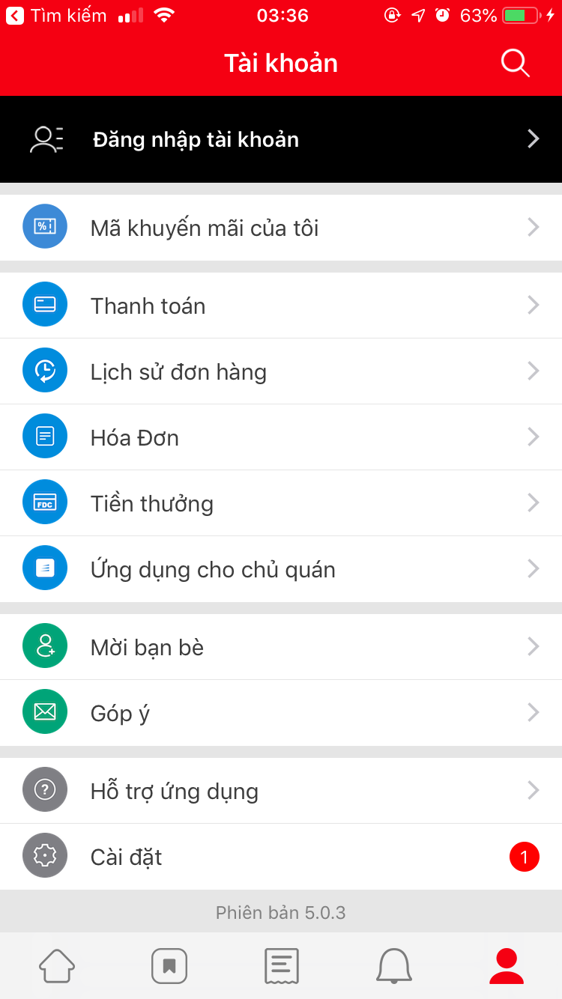 Tìm kiếm 03:36 63%
Tài khoản
Đăng nhập tài khoản
%
Mã khuyến mãi của tôi
Thanh toán
Lịch sử đơn hàng
Hóa Đơn
FDC
Tiền thưởng
Ứng dụng cho chủ quán
Mời bạn bè
Góp ý
?
Hỗ trợ ứng dụng
Cài đặt 1
Phiên bản 5.0.3